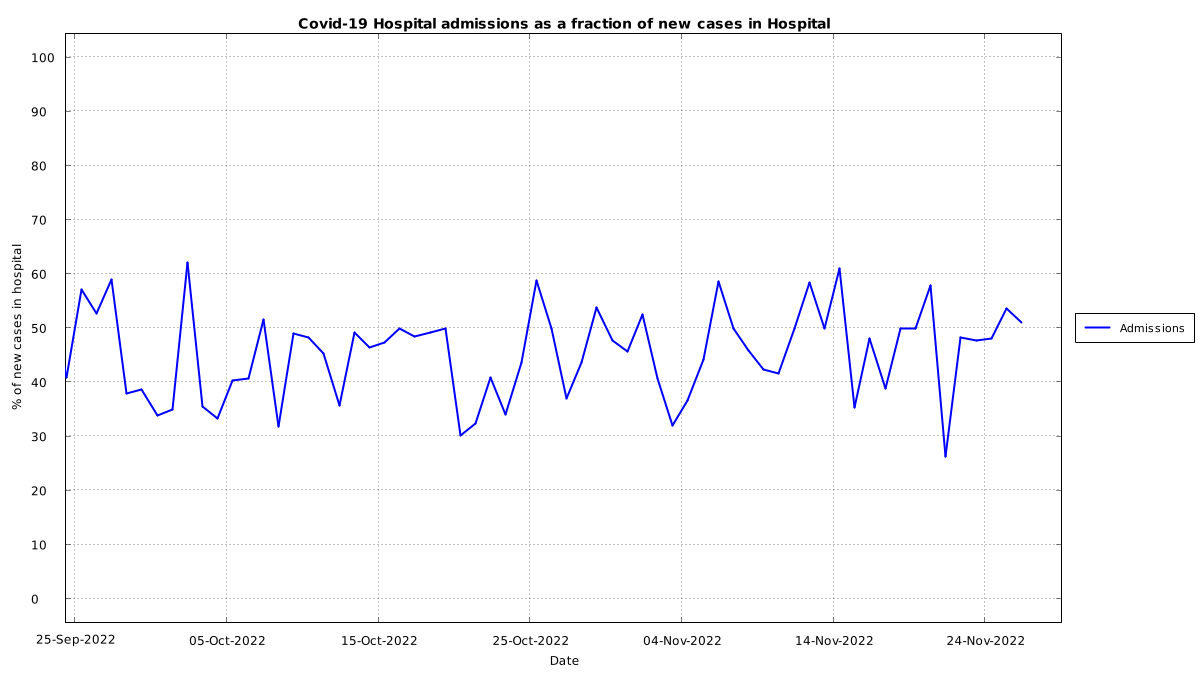 Covid-19 Hospital admissions as a fraction of new cases in Hospital
100
90
80
70
60
50
40
30
20
10
0
% of new cases in hospital
Admissions
25-Sep-2022
05-Oct-2022
15-Oct-2022
25-Oct-2022
04-Nov-2022
14-Nov-2022
24-Nov-2022
Date